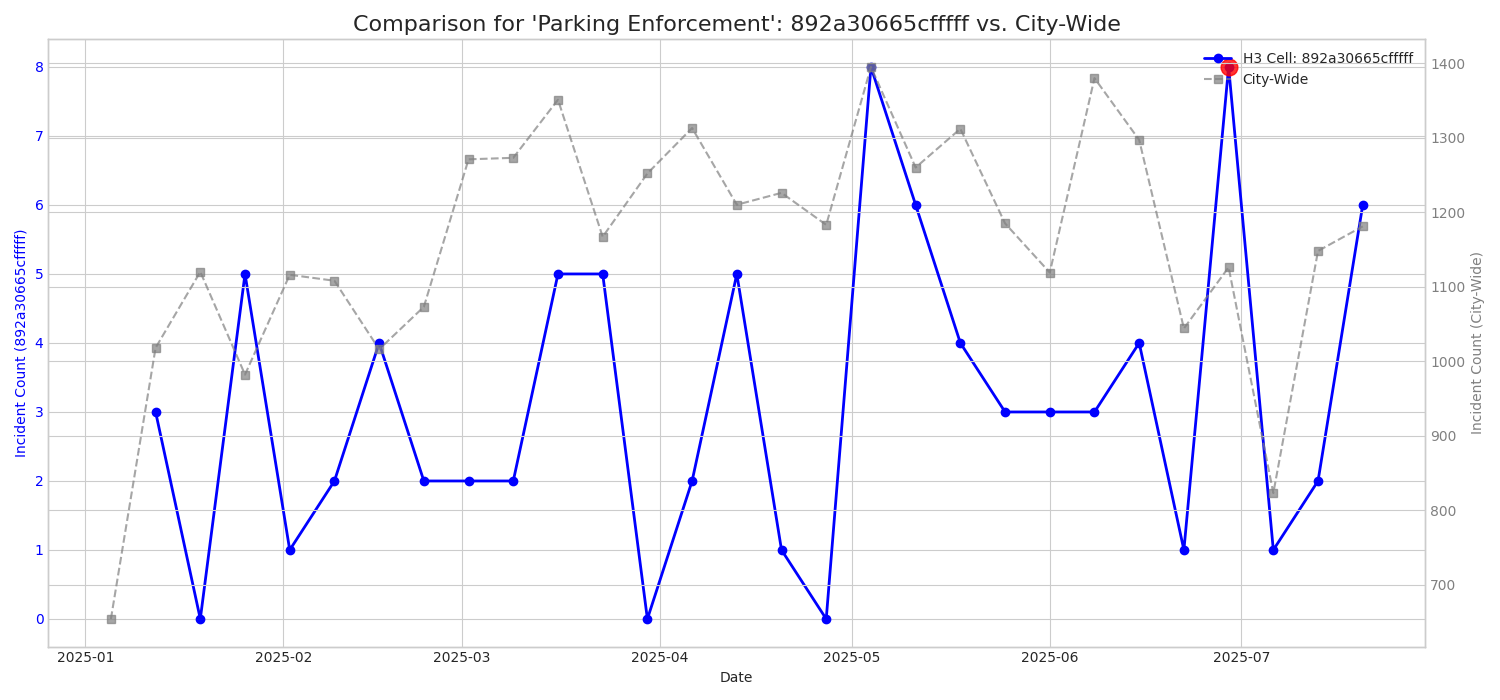 Comparison for 'Parking Enforcement': 892a30665cfffff vs. City-Wide
H3 Cell: 892a30665cfffff
City-Wide
Incident Count (892a30665cfffff)
8
7
6
5
4
3
2
1
0
1400
1300
1200
1100
1000
900
800
700
Incident Count (City-Wide)
2025-01 2025-02 2025-03 2025-04 2025-05 2025-06 2025-07
Date